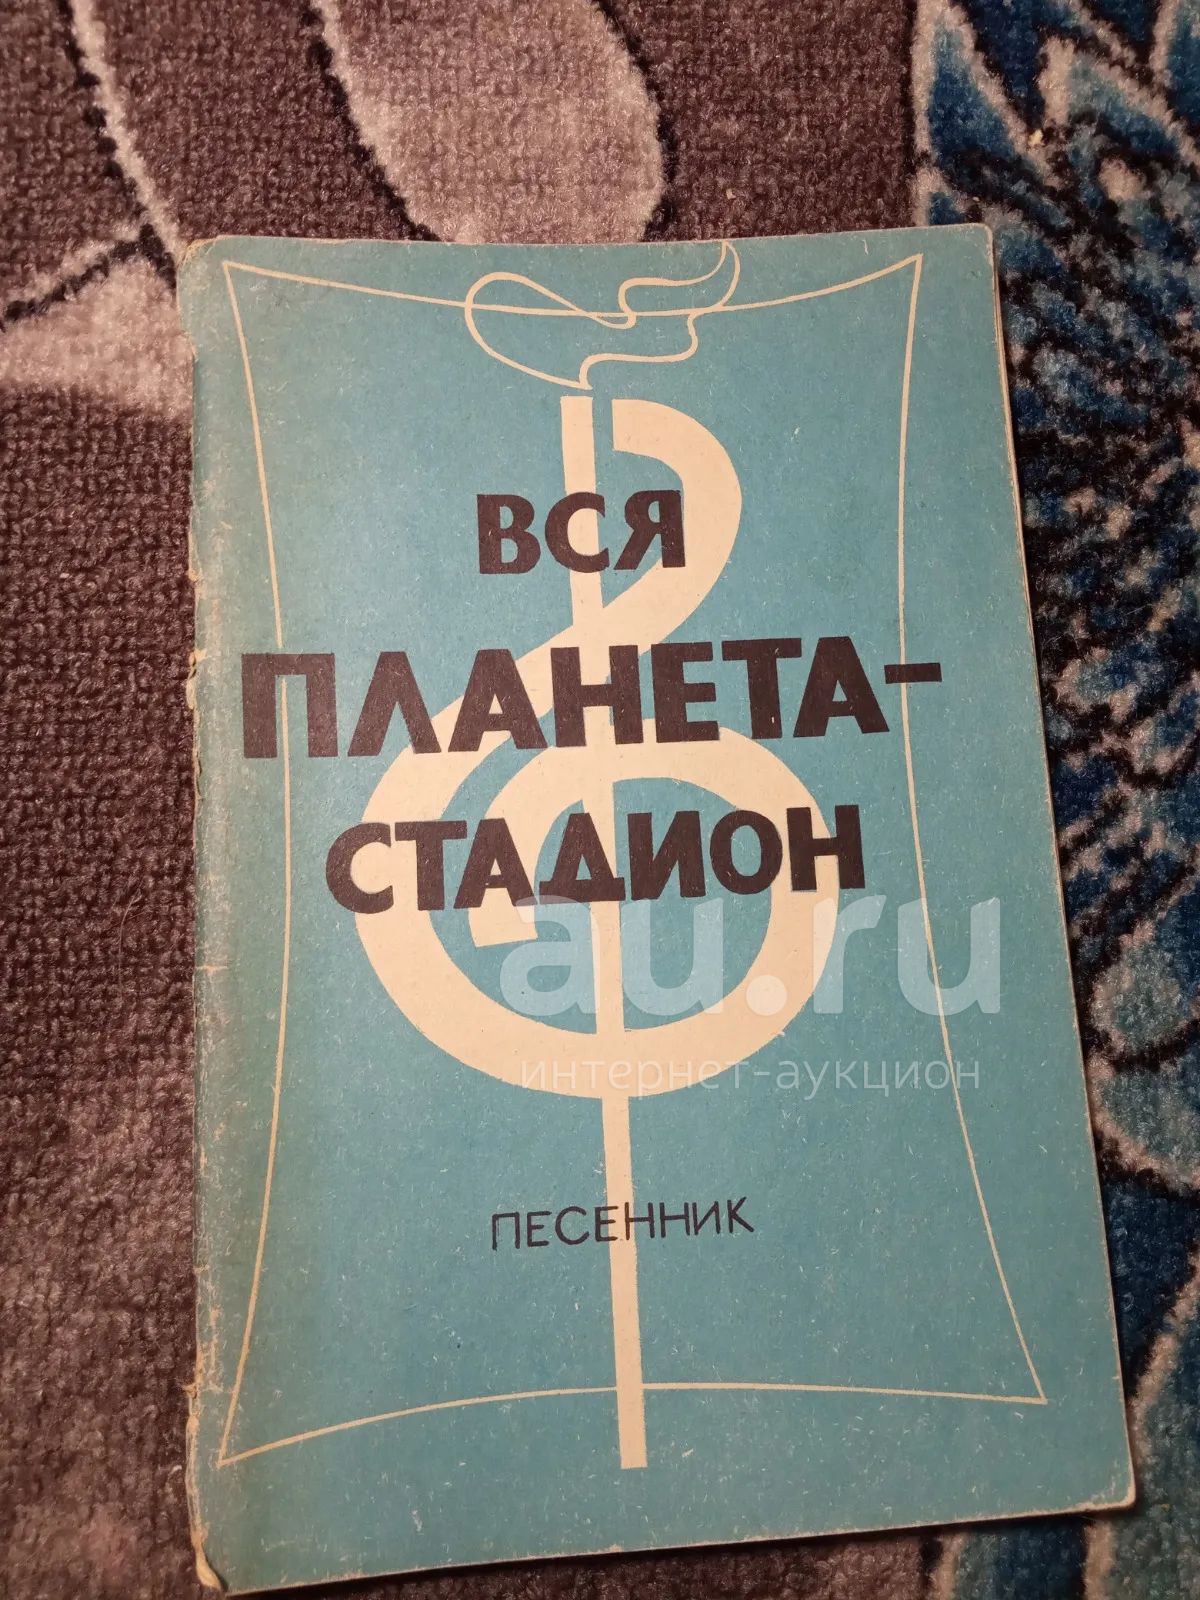 ВСЯ
ПЛАНЕТА-
СТАДИОН
au.ru
интернет-аукцион
ПЕСЕННИК